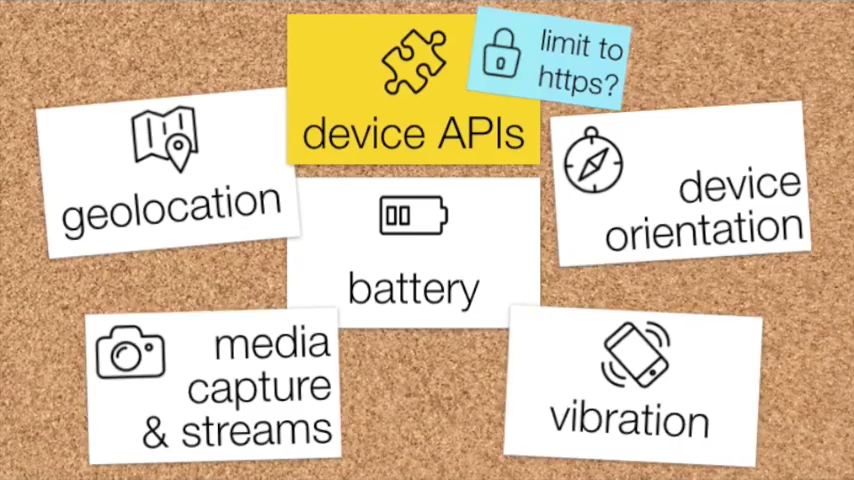 device APIs
limit to
https?
geolocation
battery
device
orientation
media
capture
& streams
vibration